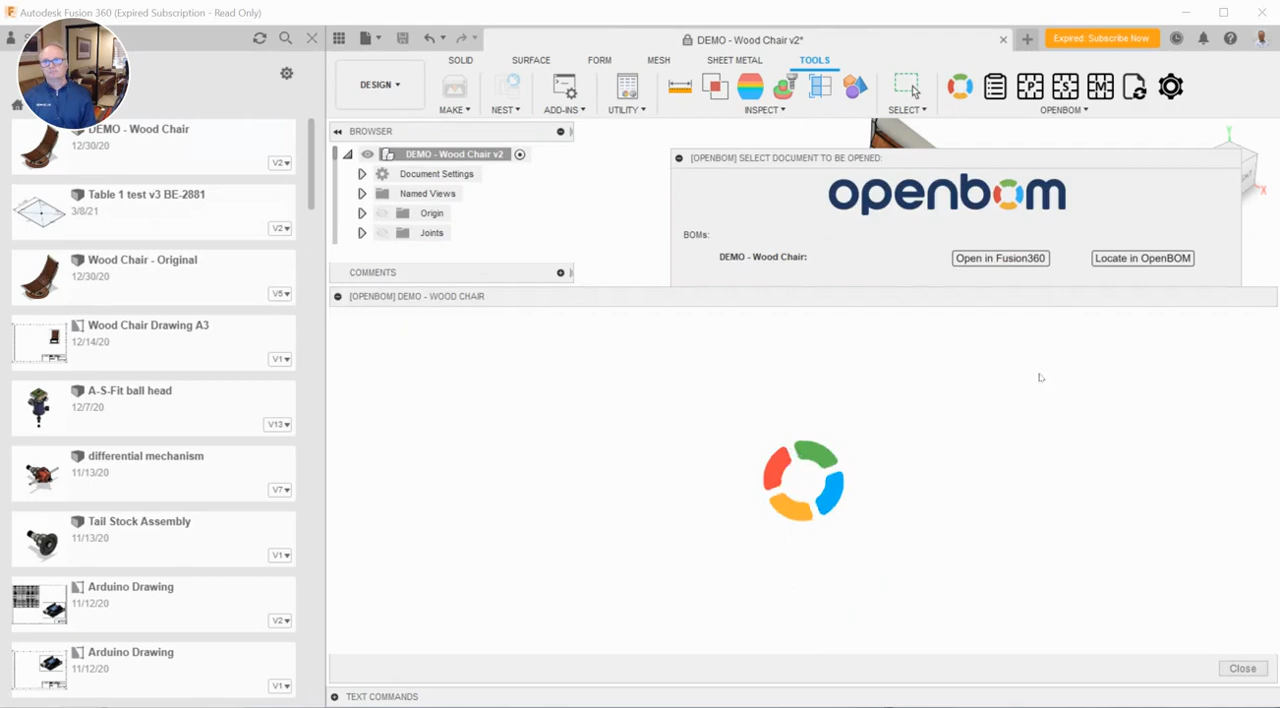 Autodesk Fusion 360 (Expired Subscription - Read Only)
DEMO - Wood Chair v2*
Expired: Subscribe Now
SOLID
SURFACE
FORM
MESH
SHEET METAL
TOOLS
DESIGN
MAKE
NEST
ADD-INS
UTILITY
INSPECT
SELECT
OPENBOM
DEMO - Wood Chair
12/30/20
V2
Table 1 test v3 BE-2881
3/8/21
V2
Wood Chair - Original
12/30/20
V5
Wood Chair Drawing A3
12/14/20
V1
A-S-Fit ball head
12/7/20
V13
differential mechanism
11/13/20
V7
Tail Stock Assembly
11/13/20
V1
Arduino Drawing
11/12/20
V2
Arduino Drawing
11/12/20
V1
BROWSER
DEMO - Wood Chair v2
Document Settings
Named Views
Origin
Joints
COMMENTS
[OPENBOM] SELECT DOCUMENT TO BE OPENED:
openbom
BOMs:
DEMO - Wood Chair:
Open in Fusion360
Locate in OpenBOM
[OPENBOM] DEMO - WOOD CHAIR
Close
TEXT COMMANDS